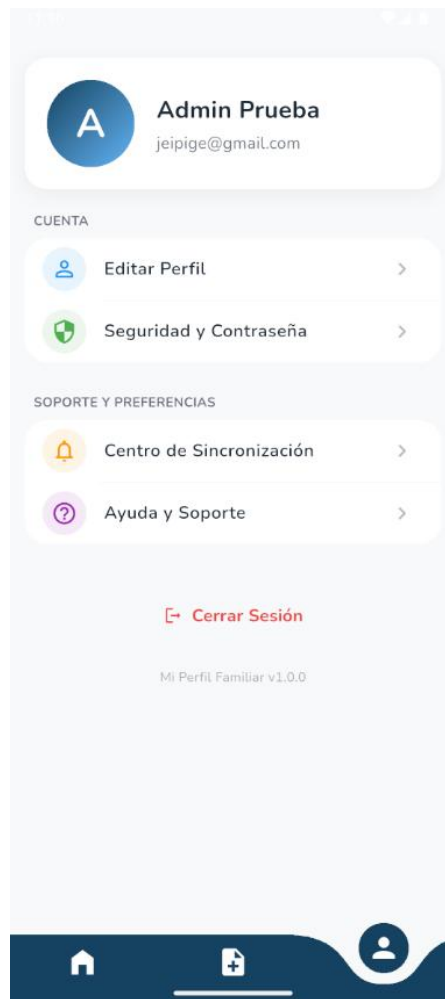 A
Admin Prueba
jeipige@gmail.com
CUENTA
Editar Perfil
Seguridad y Contraseña
SOPORTE Y PREFERENCIAS
Centro de Sincronización
Ayuda y Soporte
Cerrar Sesión
Mi Perfil Familiar v1.0.0